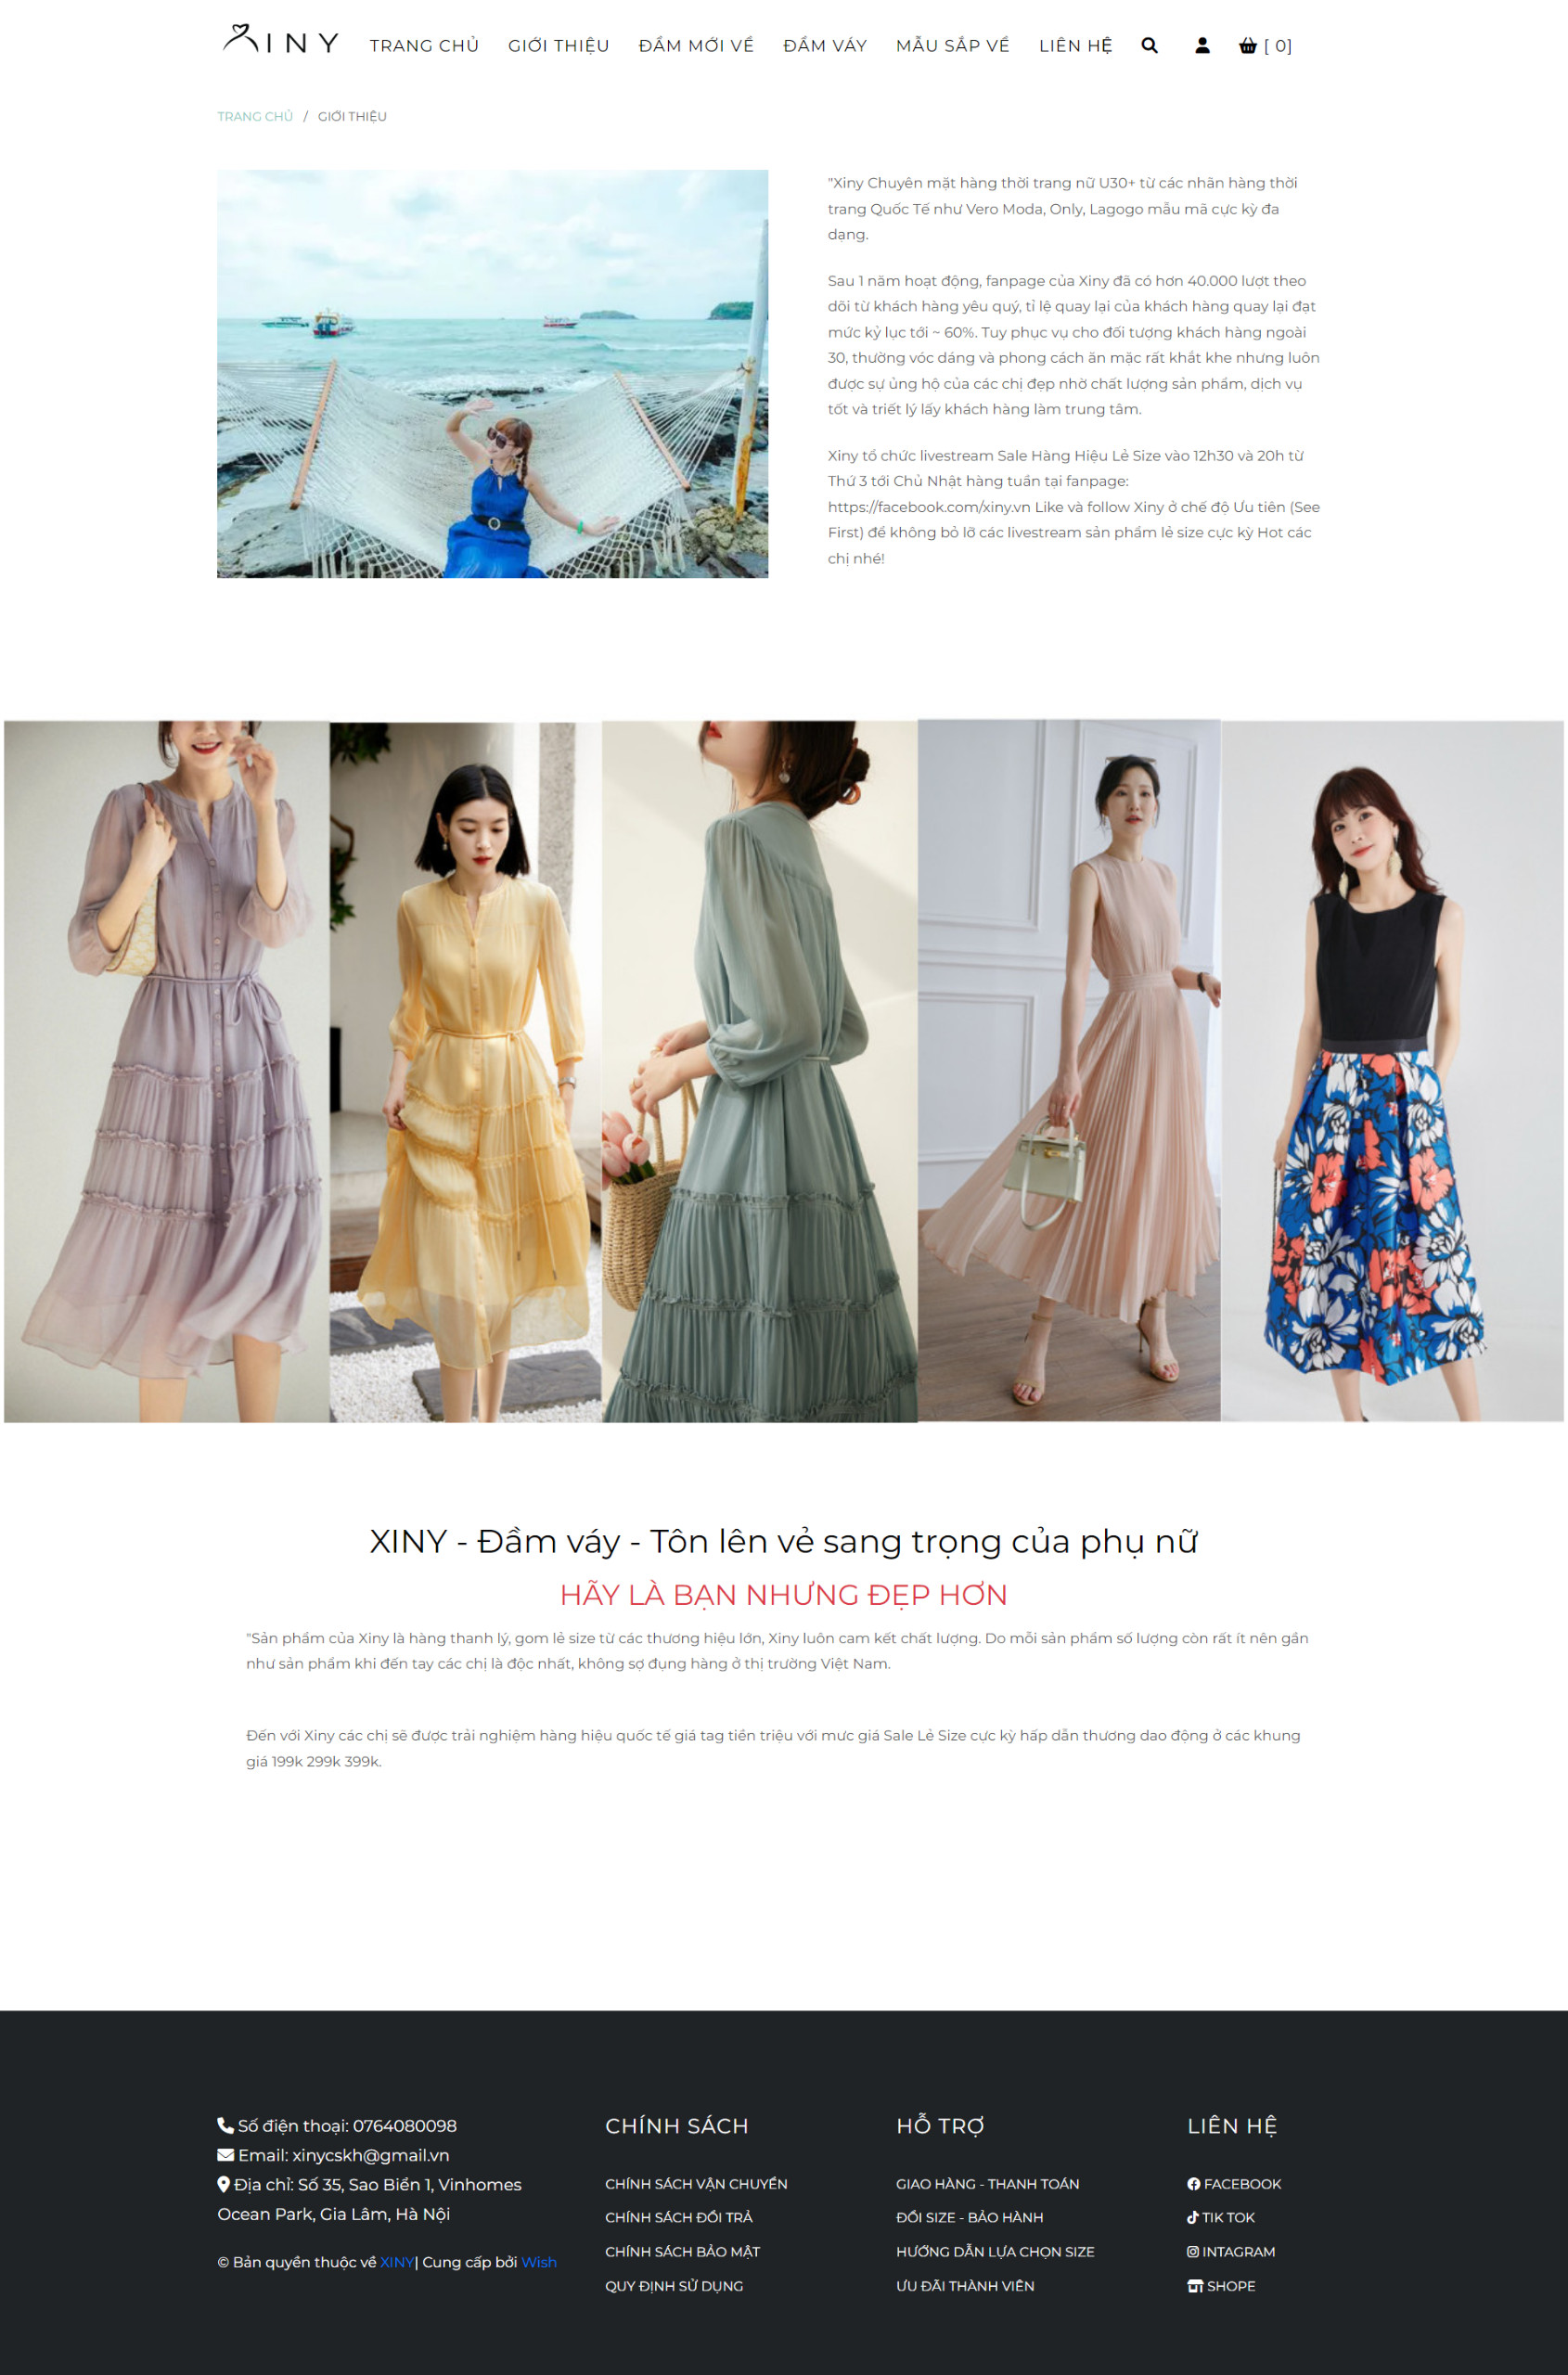 XINY TRANG CHỦ GIỚI THIỆU ĐẦM MỚI VỀ ĐẦM VÁY MẪU SẮP VỀ LIÊN HỆ [ 0]
TRANG CHỦ / GIỚI THIỆU
"Xiny Chuyên mặt hàng thời trang nữ U30+ từ các nhãn hàng thời
trang Quốc Tế như Vero Moda, Only, Lagogo mẫu mã cực kỳ đa
dạng.
Sau 1 năm hoạt động, fanpage của Xiny đã có hơn 40.000 lượt theo
dõi từ khách hàng yêu quý, tỉ lệ quay lại của khách hàng quay lại đạt
mức kỷ lục tới ~ 60%. Tuy phục vụ cho đối tượng khách hàng ngoài
30, thường vóc dáng và phong cách ăn mặc rất khắt khe nhưng luôn
được sự ủng hộ của các chị đẹp nhờ chất lượng sản phẩm, dịch vụ
tốt và triết lý lấy khách hàng làm trung tâm.
Xiny tổ chức livestream Sale Hàng Hiệu Lẻ Size vào 12h30 và 20h từ
Thứ 3 tới Chủ Nhật hàng tuần tại fanpage:
https://facebook.com/xiny.vn Like và follow Xiny ở chế độ Ưu tiên (See
First) để không bỏ lỡ các livestream sản phẩm lẻ size cực kỳ Hot các
chị nhé!
XINY - Đầm váy - Tôn lên vẻ sang trọng của phụ nữ
HÃY LÀ BẠN NHƯNG ĐẸP HƠN
"Sản phẩm của Xiny là hàng thanh lý, gom lẻ size từ các thương hiệu lớn, Xiny luôn cam kết chất lượng. Do mỗi sản phẩm số lượng còn rất ít nên gần
như sản phẩm khi đến tay các chị là độc nhất, không sợ đụng hàng ở thị trường Việt Nam.
Đến với Xiny các chị sẽ được trải nghiệm hàng hiệu quốc tế giá tag tiền triệu với mưc giá Sale Lẻ Size cực kỳ hấp dẫn thương dao động ở các khung
giá 199k 299k 399k.
Số điện thoại: 0764080098
Email: xinycskh@gmail.vn
Địa chỉ: Số 35, Sao Biển 1, Vinhomes
Ocean Park, Gia Lâm, Hà Nội
© Bản quyền thuộc về XINY| Cung cấp bởi Wish
CHÍNH SÁCH
CHÍNH SÁCH VẬN CHUYỂN
CHÍNH SÁCH ĐỔI TRẢ
CHÍNH SÁCH BẢO MẬT
QUY ĐỊNH SỬ DỤNG
HỖ TRỢ
GIAO HÀNG - THANH TOÁN
ĐỔI SIZE - BẢO HÀNH
HƯỚNG DẪN LỰA CHỌN SIZE
ƯU ĐÃI THÀNH VIÊN
LIÊN HỆ
FACEBOOK
TIK TOK
INTAGRAM
SHOPE